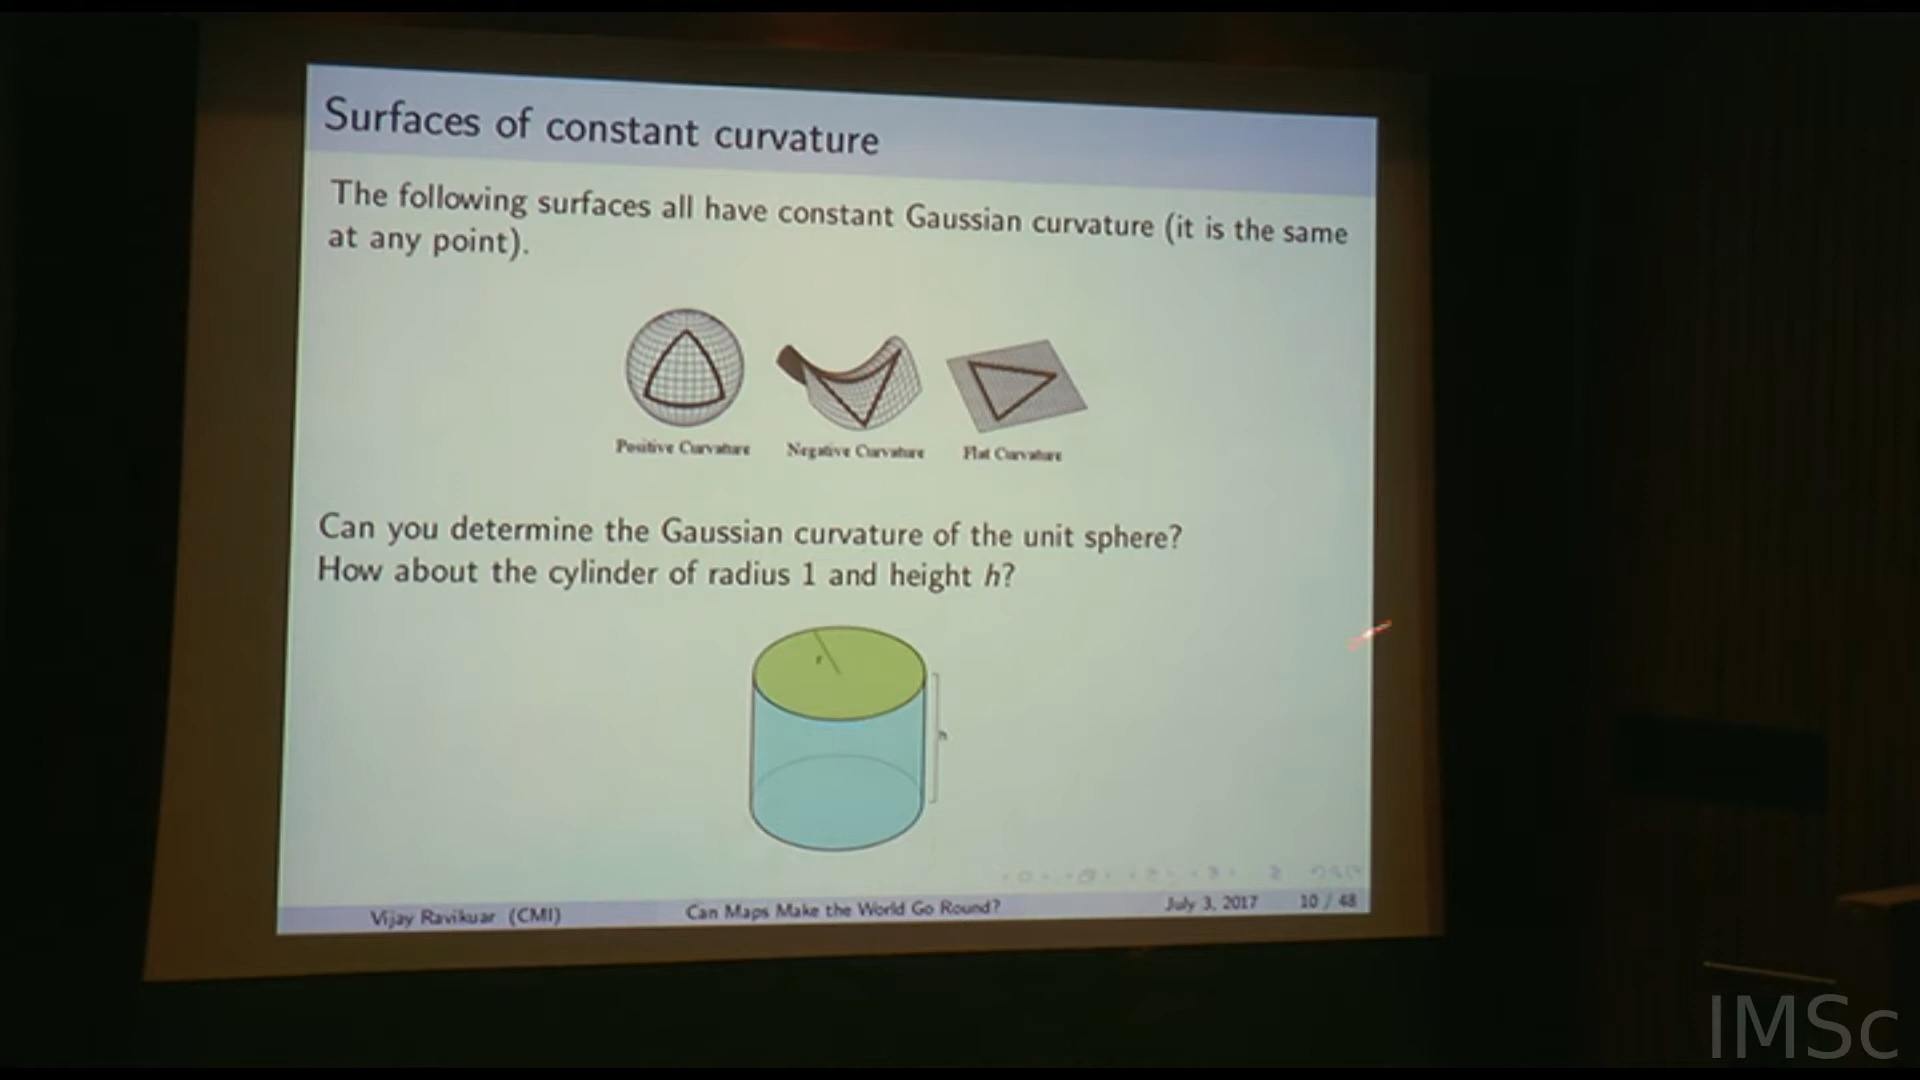 Surfaces of constant curvature
The following surfaces all have constant Gaussian curvature (it is the same
at any point).
Positive Curvature Negative Curvature Flat Curvature
Can you determine the Gaussian curvature of the unit sphere?
How about the cylinder of radius 1 and height h?
r
h
Vijay Ravikuar (CMI) Can Maps Make the World Go Round? July 3, 2017 10 / 48
IMSc